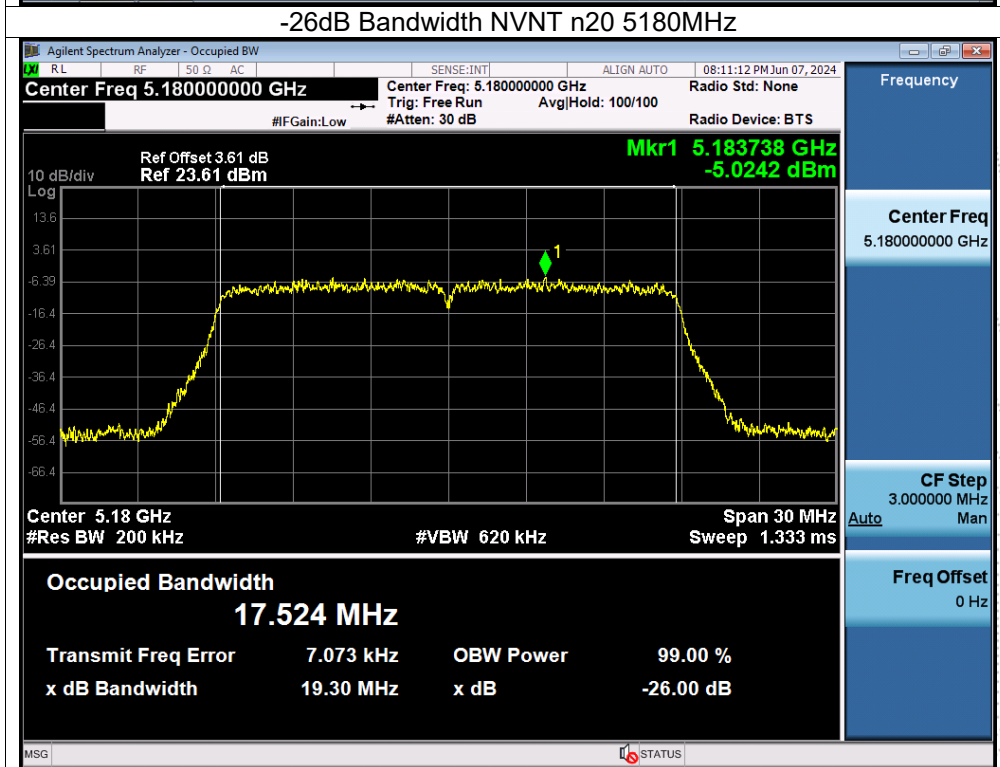 -26dB Bandwidth NVNT n20 5180MHz
Agilent Spectrum Analyzer - Occupied BW
LXI RL RF 50 Ω AC SENSE:INT ALIGN AUTO 08:11:12 PM Jun 07, 2024
Center Freq 5.180000000 GHz Center Freq: 5.180000000 GHz Radio Std: None
Trig: Free Run Avg|Hold: 100/100
#IFGain:Low #Atten: 30 dB Radio Device: BTS
Frequency
Mkr1 5.183738 GHz
-5.0242 dBm
Ref Offset 3.61 dB
10 dB/div Ref 23.61 dBm
Log
13.6
3.61
-6.39
-16.4
-26.4
-36.4
-46.4
-56.4
-66.4
1
Center 5.18 GHz Span 30 MHz
#Res BW 200 kHz #VBW 620 kHz Sweep 1.333 ms
Occupied Bandwidth
17.524 MHz
Transmit Freq Error 7.073 kHz OBW Power 99.00 %
x dB Bandwidth 19.30 MHz x dB -26.00 dB
Center Freq
5.180000000 GHz
CF Step
3.000000 MHz
Auto Man
Freq Offset
0 Hz
MSG STATUS